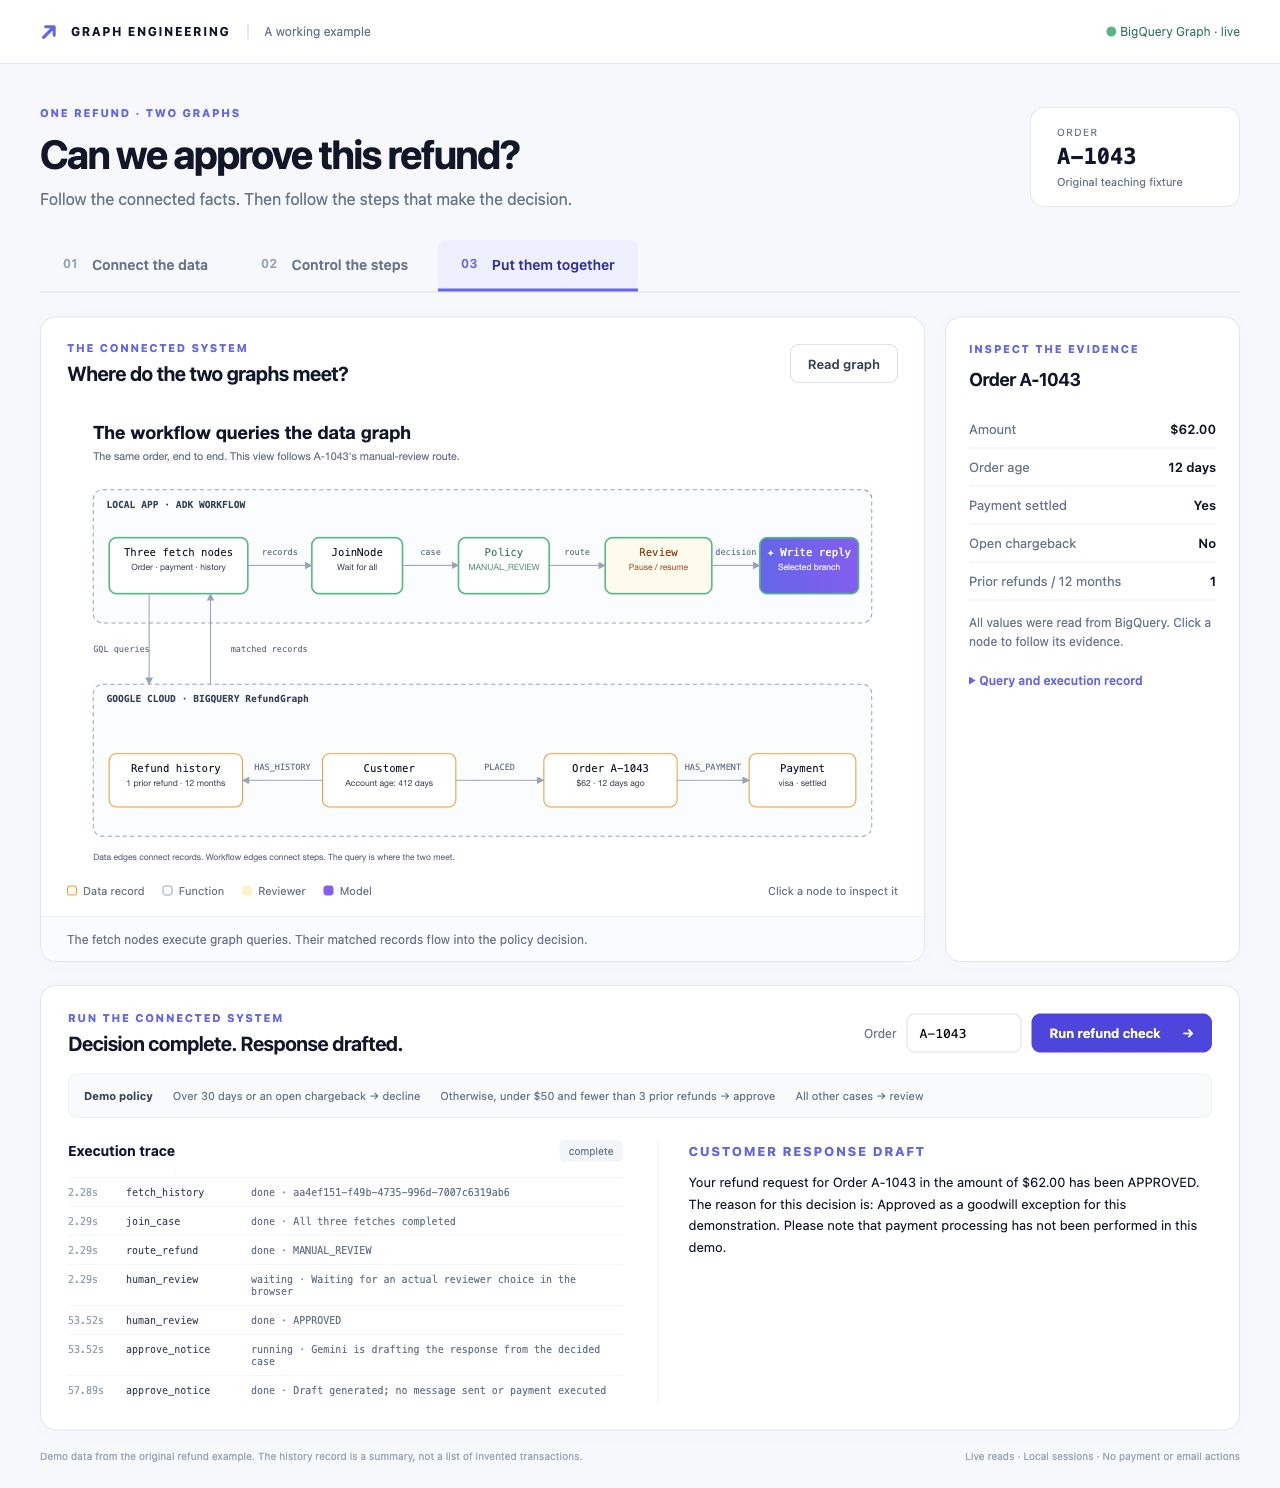 GRAPH ENGINEERING
A working example
BigQuery Graph · live
ONE REFUND · TWO GRAPHS
Can we approve this refund?
Follow the connected facts. Then follow the steps that make the decision.
ORDER
A-1043
Original teaching fixture
01 Connect the data
02 Control the steps
03 Put them together
THE CONNECTED SYSTEM
Where do the two graphs meet?
Read graph
The workflow queries the data graph
The same order, end to end. This view follows A-1043's manual-review route.
LOCAL APP · ADK WORKFLOW
Three fetch nodes
Order · payment · history
records
JoinNode
Wait for all
case
Policy
MANUAL_REVIEW
route
Review
Pause / resume
decision
✦ Write reply
Selected branch
GQL queries
matched records
GOOGLE CLOUD · BIGQUERY RefundGraph
Refund history
1 prior refund · 12 months
HAS_HISTORY
Customer
Account age: 412 days
PLACED
Order A-1043
$62 · 12 days ago
HAS_PAYMENT
Payment
visa · settled
Data edges connect records. Workflow edges connect steps. The query is where the two meet.
Data record
Function
Reviewer
Model
Click a node to inspect it
The fetch nodes execute graph queries. Their matched records flow into the policy decision.
INSPECT THE EVIDENCE
Order A-1043
Amount $62.00
Order age 12 days
Payment settled Yes
Open chargeback No
Prior refunds / 12 months 1
All values were read from BigQuery. Click a
node to follow its evidence.
▶ Query and execution record
RUN THE CONNECTED SYSTEM
Decision complete. Response drafted.
Order
A-1043
Run refund check →
Demo policy Over 30 days or an open chargeback → decline Otherwise, under $50 and fewer than 3 prior refunds → approve All other cases → review
Execution trace
complete
2.28s fetch_history done · aa4ef151-f49b-4735-996d-7007c6319ab6
2.29s join_case done · All three fetches completed
2.29s route_refund done · MANUAL_REVIEW
2.29s human_review waiting · Waiting for an actual reviewer choice in the
browser
53.52s human_review done · APPROVED
53.52s approve_notice running · Gemini is drafting the response from the decided
case
57.89s approve_notice done · Draft generated; no message sent or payment executed
CUSTOMER RESPONSE DRAFT
Your refund request for Order A-1043 in the amount of $62.00 has been APPROVED.
The reason for this decision is: Approved as a goodwill exception for this
demonstration. Please note that payment processing has not been performed in this
demo.
Demo data from the original refund example. The history record is a summary, not a list of invented transactions.
Live reads · Local sessions · No payment or email actions